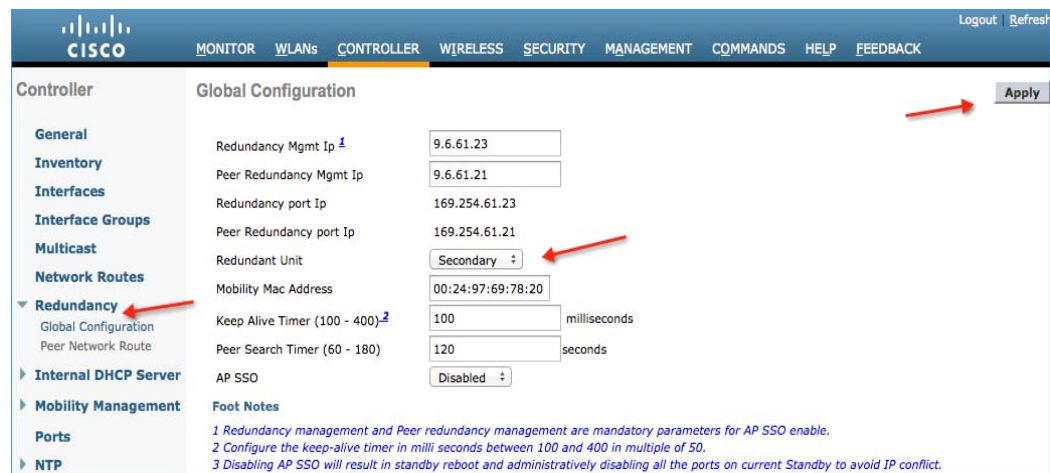 Logout Refresh
CISCO
MONITOR WLANs CONTROLLER WIRELESS SECURITY MANAGEMENT COMMANDS HELP FEEDBACK
Controller
General
Inventory
Interfaces
Interface Groups
Multicast
Network Routes
Redundancy
Global Configuration
Peer Network Route
Internal DHCP Server
Mobility Management
Ports
NTP
Global Configuration
Apply
Redundancy Mgmt Ip 1 9.6.61.23
Peer Redundancy Mgmt Ip 9.6.61.21
Redundancy port Ip 169.254.61.23
Peer Redundancy port Ip 169.254.61.21
Redundant Unit Secondary
Mobility Mac Address 00:24:97:69:78:20
Keep Alive Timer (100 - 400) 2 100 milliseconds
Peer Search Timer (60 - 180) 120 seconds
AP SSO Disabled
Foot Notes
1 Redundancy management and Peer redundancy management are mandatory parameters for AP SSO enable.
2 Configure the keep-alive timer in milli seconds between 100 and 400 in multiple of 50.
3 Disabling AP SSO will result in standby reboot and administratively disabling all the ports on current Standby to avoid IP conflict.